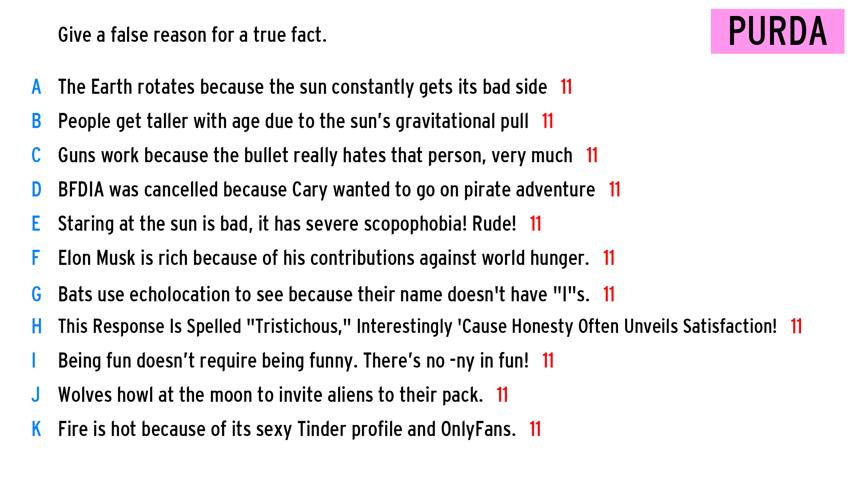 Give a false reason for a true fact.
PURDA
A The Earth rotates because the sun constantly gets its bad side 11
B People get taller with age due to the sun’s gravitational pull 11
C Guns work because the bullet really hates that person, very much 11
D BFDIA was cancelled because Cary wanted to go on pirate adventure 11
E Staring at the sun is bad, it has severe scopophobia! Rude! 11
F Elon Musk is rich because of his contributions against world hunger. 11
G Bats use echolocation to see because their name doesn't have "I"s. 11
H This Response Is Spelled "Tristichous," Interestingly 'Cause Honesty Often Unveils Satisfaction! 11
I Being fun doesn’t require being funny. There’s no -ny in fun! 11
J Wolves howl at the moon to invite aliens to their pack. 11
K Fire is hot because of its sexy Tinder profile and OnlyFans. 11